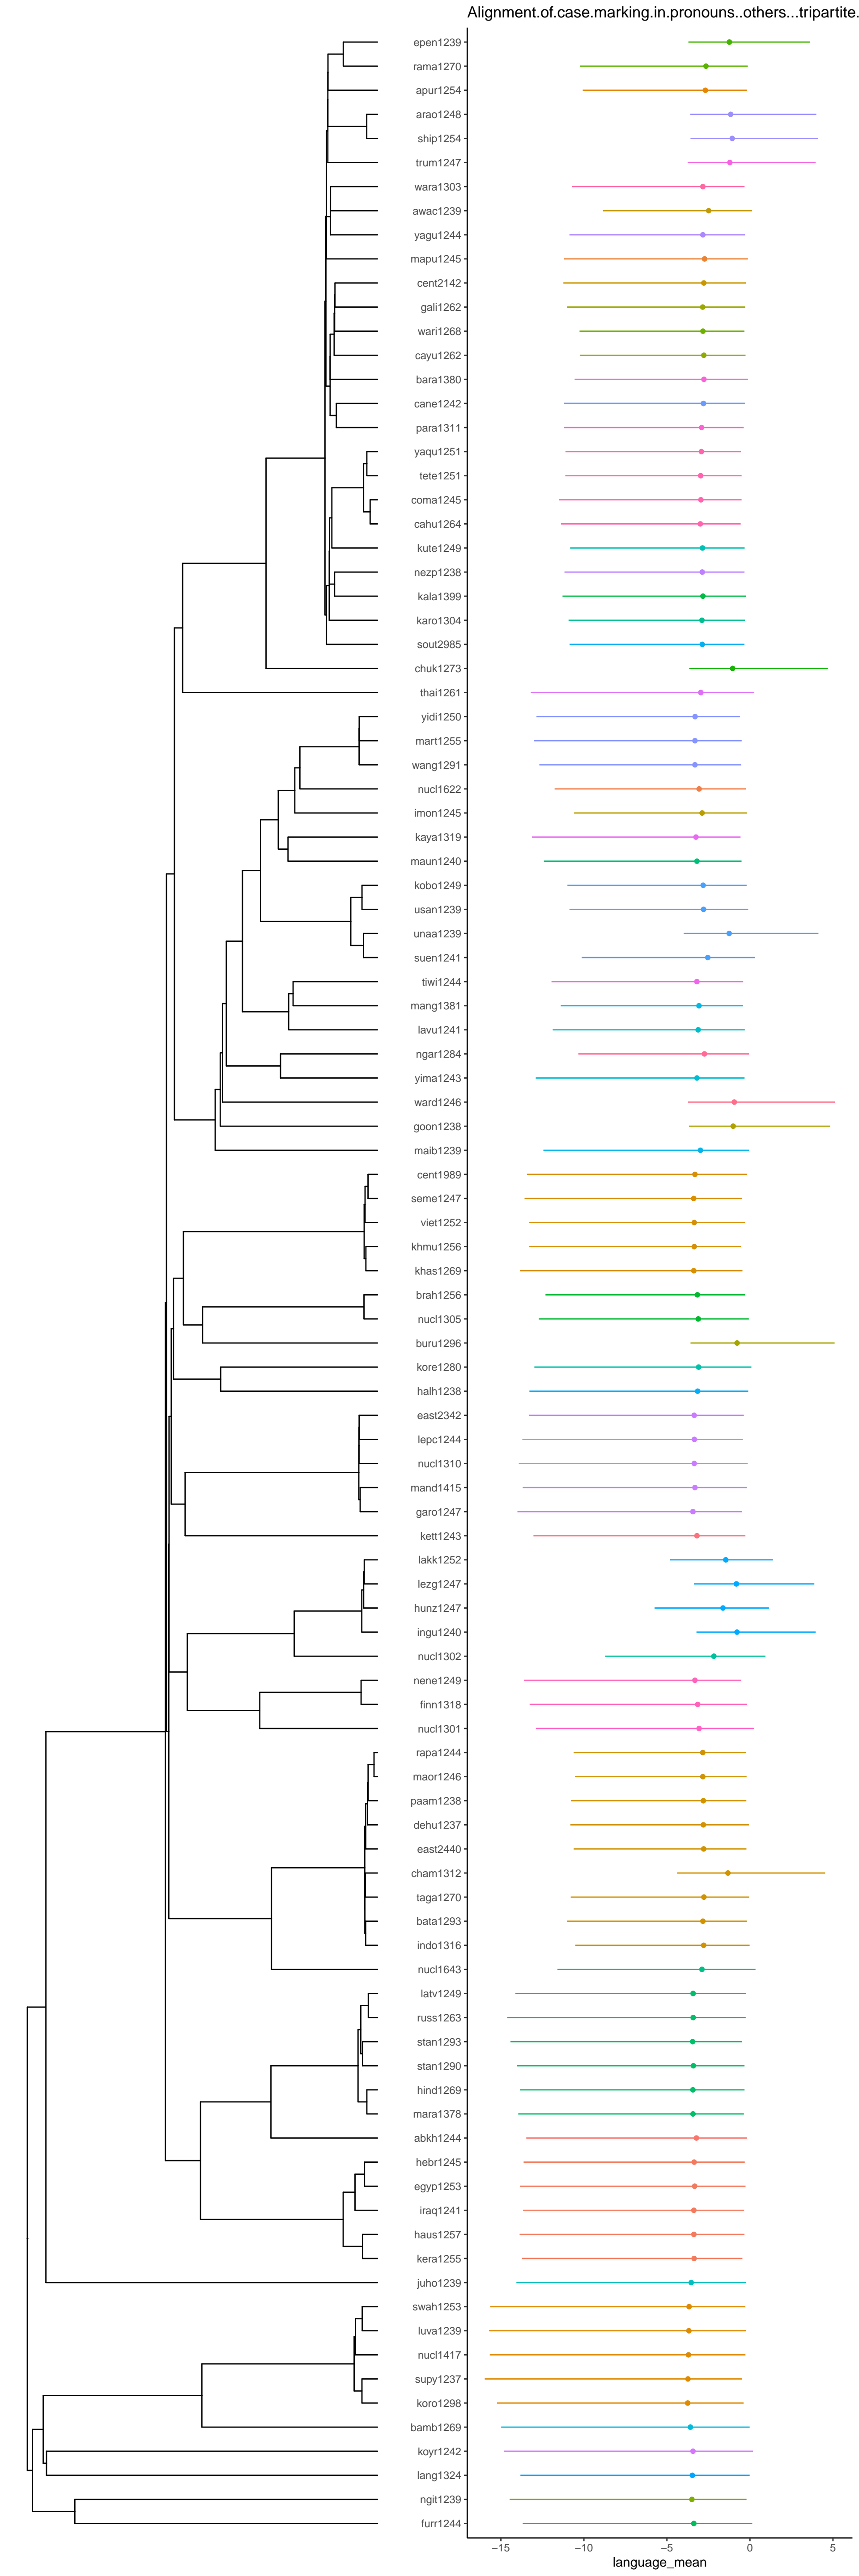 Alignment.of.case.marking.in.pronouns..others...tripartite.
epen1239
rama1270
apur1254
arao1248
ship1254
trum1247
wara1303
awac1239
yagu1244
mapu1245
cent2142
gali1262
wari1268
cayu1262
bara1380
cane1242
para1311
yaqu1251
tete1251
coma1245
cahu1264
kute1249
nezp1238
kala1399
karo1304
sout2985
chuk1273
thai1261
yidi1250
mart1255
wang1291
nucl1622
imon1245
kaya1319
maun1240
kobo1249
usan1239
unaa1239
suen1241
tiwi1244
mang1381
lavu1241
ngar1284
yima1243
ward1246
goon1238
maib1239
cent1989
seme1247
viet1252
khmu1256
khas1269
brah1256
nucl1305
buru1296
kore1280
halh1238
east2342
lepc1244
nucl1310
mand1415
garo1247
kett1243
lakk1252
lezg1247
hunz1247
ingu1240
nucl1302
nene1249
finn1318
nucl1301
rapa1244
maor1246
paam1238
dehu1237
east2440
cham1312
taga1270
bata1293
indo1316
nucl1643
latv1249
russ1263
stan1293
stan1290
hind1269
mara1378
abkh1244
hebr1245
egyp1253
iraq1241
haus1257
kera1255
juho1239
swah1253
luva1239
nucl1417
supy1237
koro1298
bamb1269
koyr1242
lang1324
ngit1239
furr1244
−15 −10 −5 0 5
language_mean